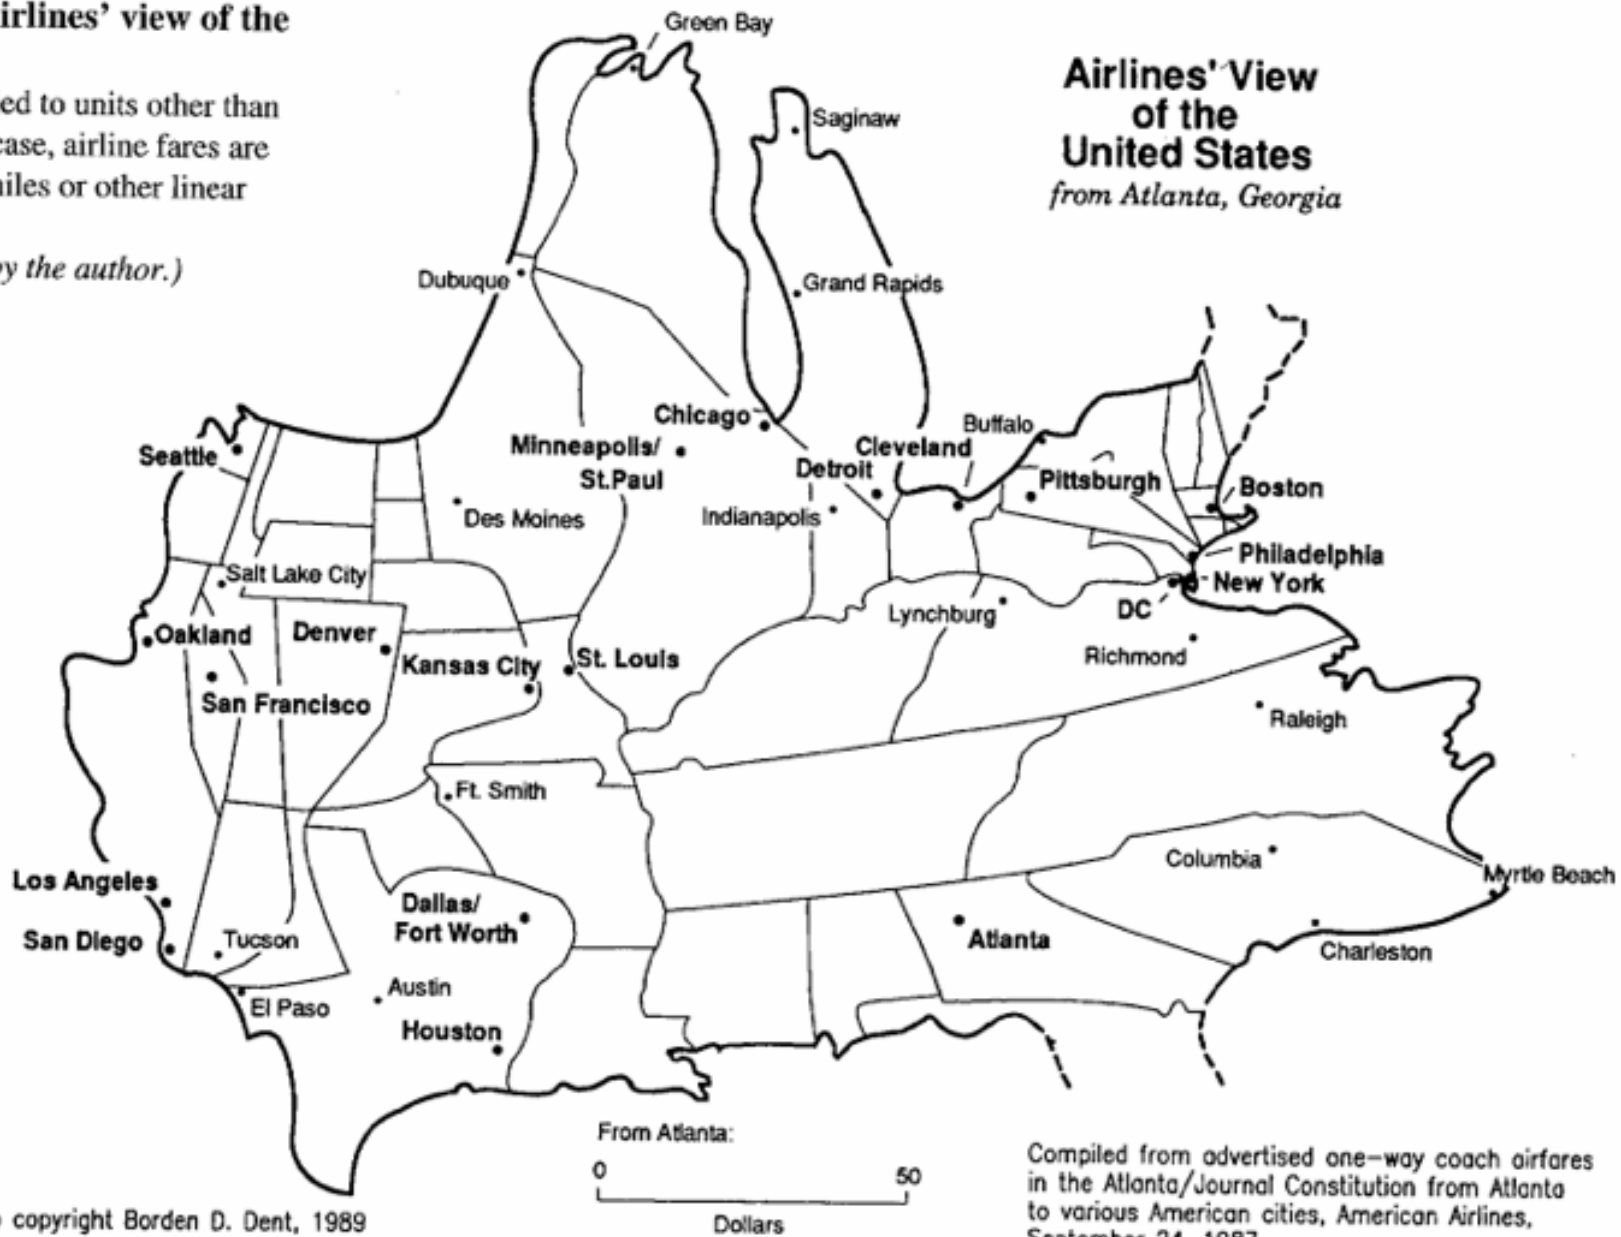 irlines' view of the
ed to units other than
case, airline fares are
niles or other linear
by the author.)
Airlines' View
of the
United States
from Atlanta, Georgia
Green Bay
Saginaw
Dubuque
Grand Rapids
Chicago
Minneapolis/
St.Paul
Seattle
Buffalo
Cleveland
Detroit
Pittsburgh
Boston
Des Moines
Indianapolis
Philadelphia
New York
DC
Salt Lake City
Lynchburg
Oakland
Denver
Kansas City
St. Louis
Richmond
San Francisco
Raleigh
Ft. Smith
Columbia
Myrtle Beach
Los Angeles
San Diego
Tucson
Dallas/
Fort Worth
Atlanta
Charleston
El Paso
Austin
Houston
From Atlanta:
0 50
Dollars
copyright Borden D. Dent, 1989
Compiled from advertised one-way coach airfares
in the Atlanta/Journal Constitution from Atlanta
to various American cities, American Airlines,
September 24, 1987